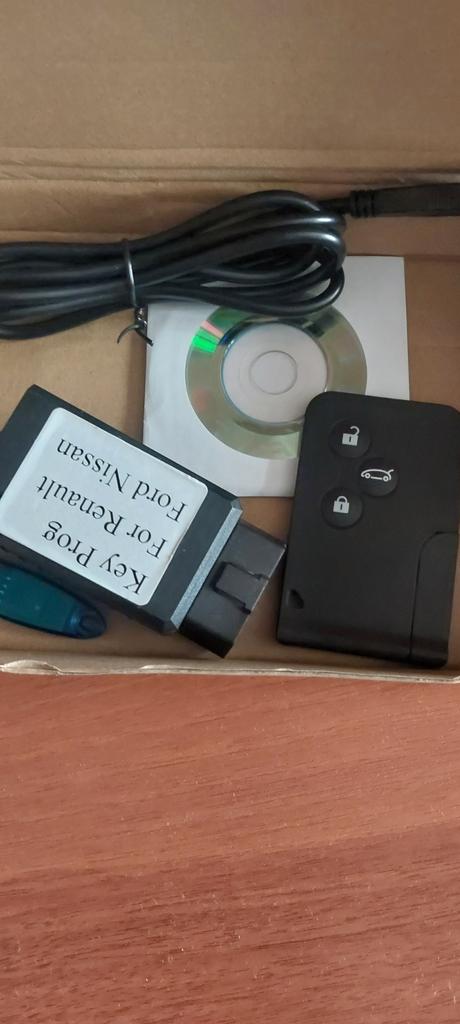 Key Prog
For Renault
Ford Nissan